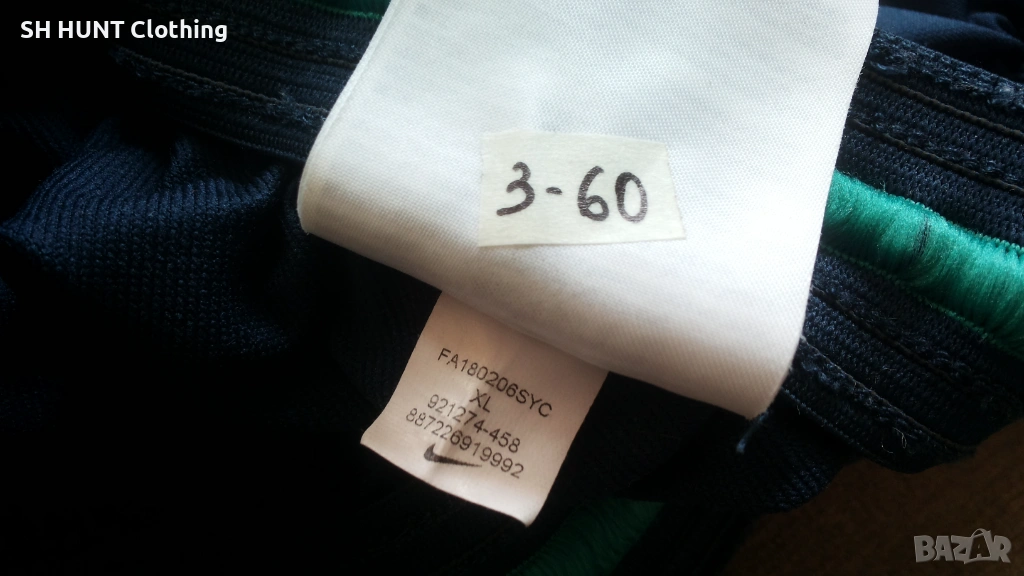 SH HUNT Clothing
3-60
FA180206SYC
XL
921274-458
887226919992
BAZAR